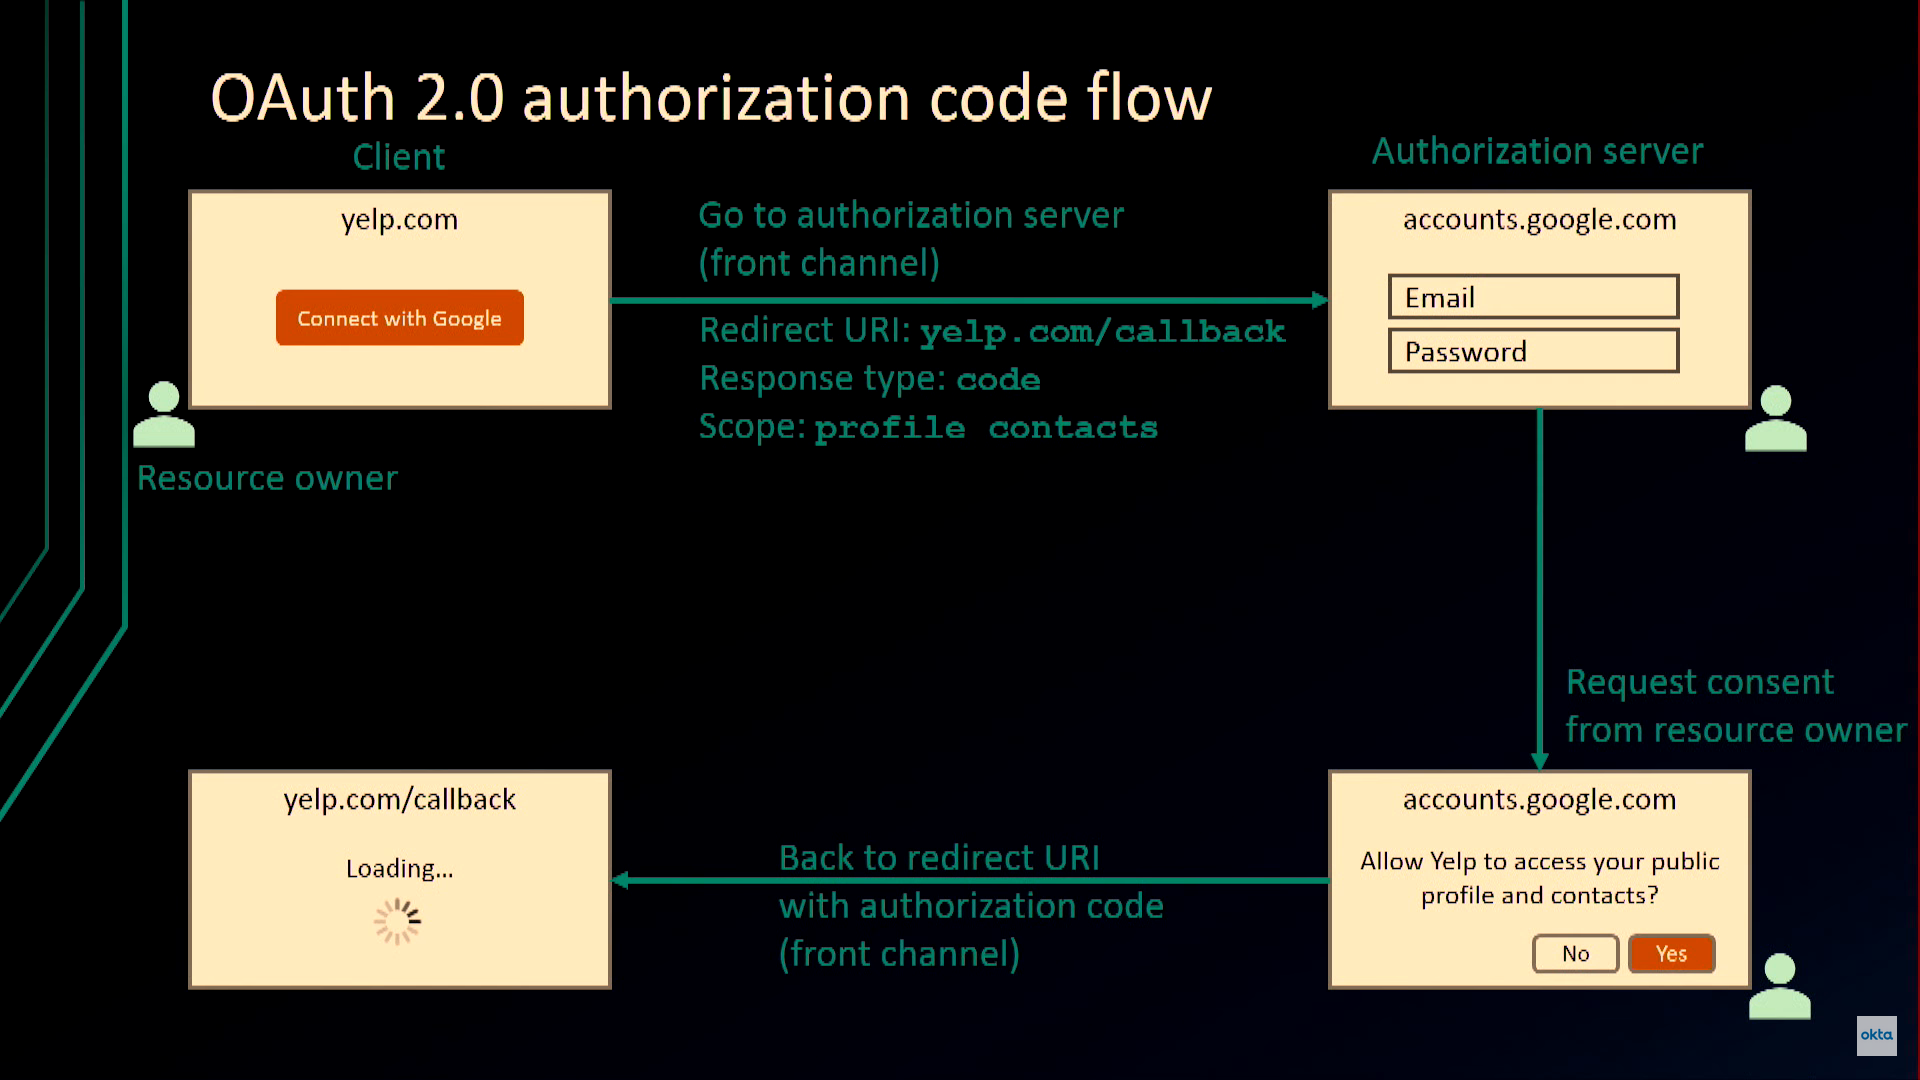 OAuth 2.0 authorization code flow
Client
Authorization server
yelp.com
Connect with Google
Resource owner
Go to authorization server
(front channel)
Redirect URI: yelp.com/callback
Response type: code
Scope: profile contacts
accounts.google.com
Email
Password
Request consent
from resource owner
accounts.google.com
Allow Yelp to access your public
profile and contacts?
No
Yes
Back to redirect URI
with authorization code
(front channel)
yelp.com/callback
Loading...
okta